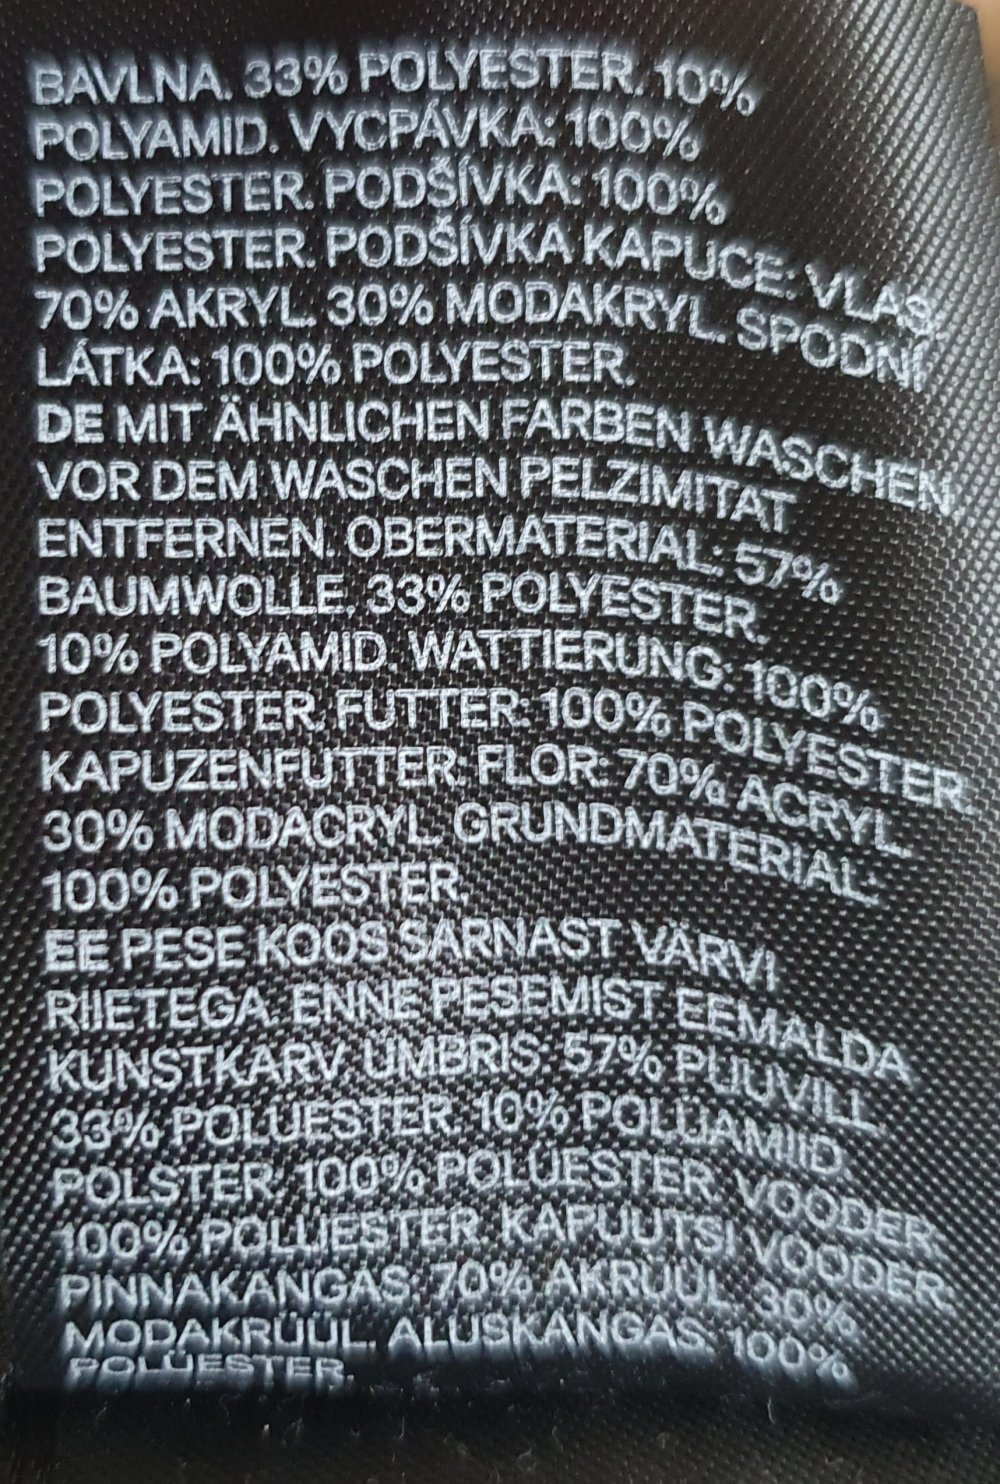 BAVLNA. 33% POLYESTER. 10%
POLYAMID. VYCPÁVKA: 100%
POLYESTER. PODŠÍVKA: 100%
POLYESTER. PODŠÍVKA KAPUCE: VLAS,
70% AKRYL. 30% MODAKRYL. SPODNÍ
LÁTKA: 100% POLYESTER.
DE MIT ÄHNLICHEN FARBEN WASCHEN.
VOR DEM WASCHEN PELZIMITAT
ENTFERNEN. OBERMATERIAL: 57%
BAUMWOLLE. 33% POLYESTER.
10% POLYAMID. WATTIERUNG: 100%
POLYESTER. FUTTER: 100% POLYESTER.
KAPUZENFUTTER: FLOR: 70% ACRYL.
30% MODACRYL. GRUNDMATERIAL:
100% POLYESTER.
EE PESE KOOS SARNAST VÄRVI
RIIETEGA. ENNE PESEMIST EEMALDA
KUNSTKARV. ÜMBRIS: 57% PUUVILL.
33% POLÜESTER. 10% POLÜAMIID.
POLSTER: 100% POLÜESTER. VOODER:
100% POLÜESTER. KAPUUTSI VOODER:
PINNAKANGAS: 70% AKRÜÜL. 30%
MODAKRÜÜL. ALUSKANGAS: 100%
POLÜESTER.